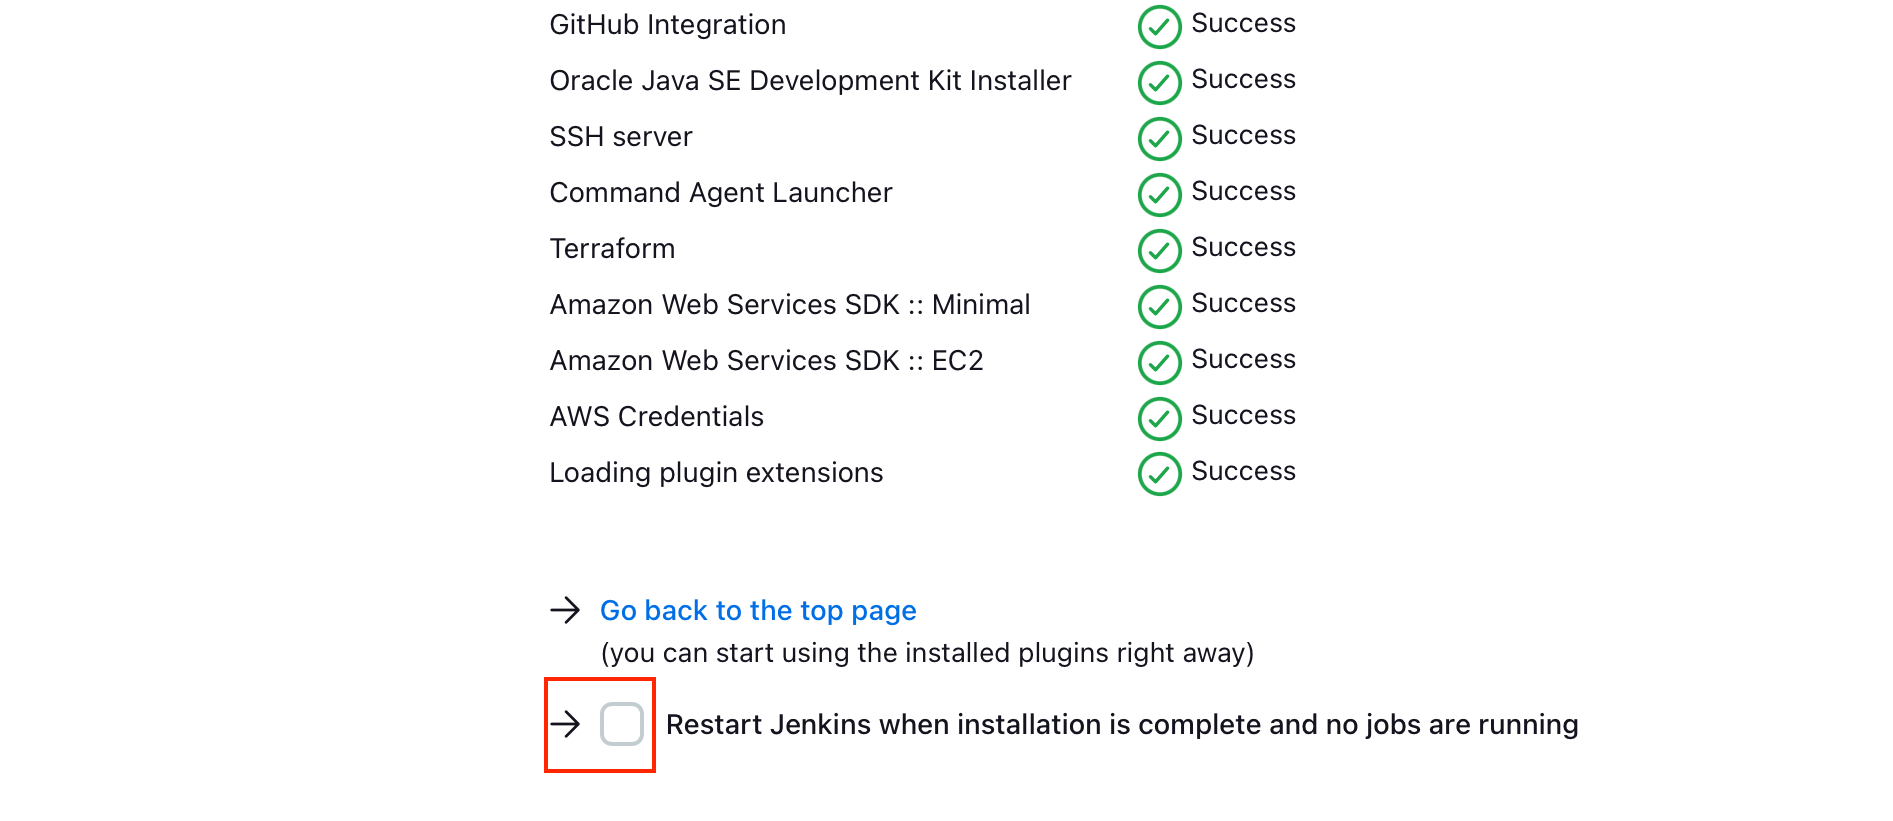 GitHub Integration Success
Oracle Java SE Development Kit Installer Success
SSH server Success
Command Agent Launcher Success
Terraform Success
Amazon Web Services SDK :: Minimal Success
Amazon Web Services SDK :: EC2 Success
AWS Credentials Success
Loading plugin extensions Success
Go back to the top page
(you can start using the installed plugins right away)
Restart Jenkins when installation is complete and no jobs are running